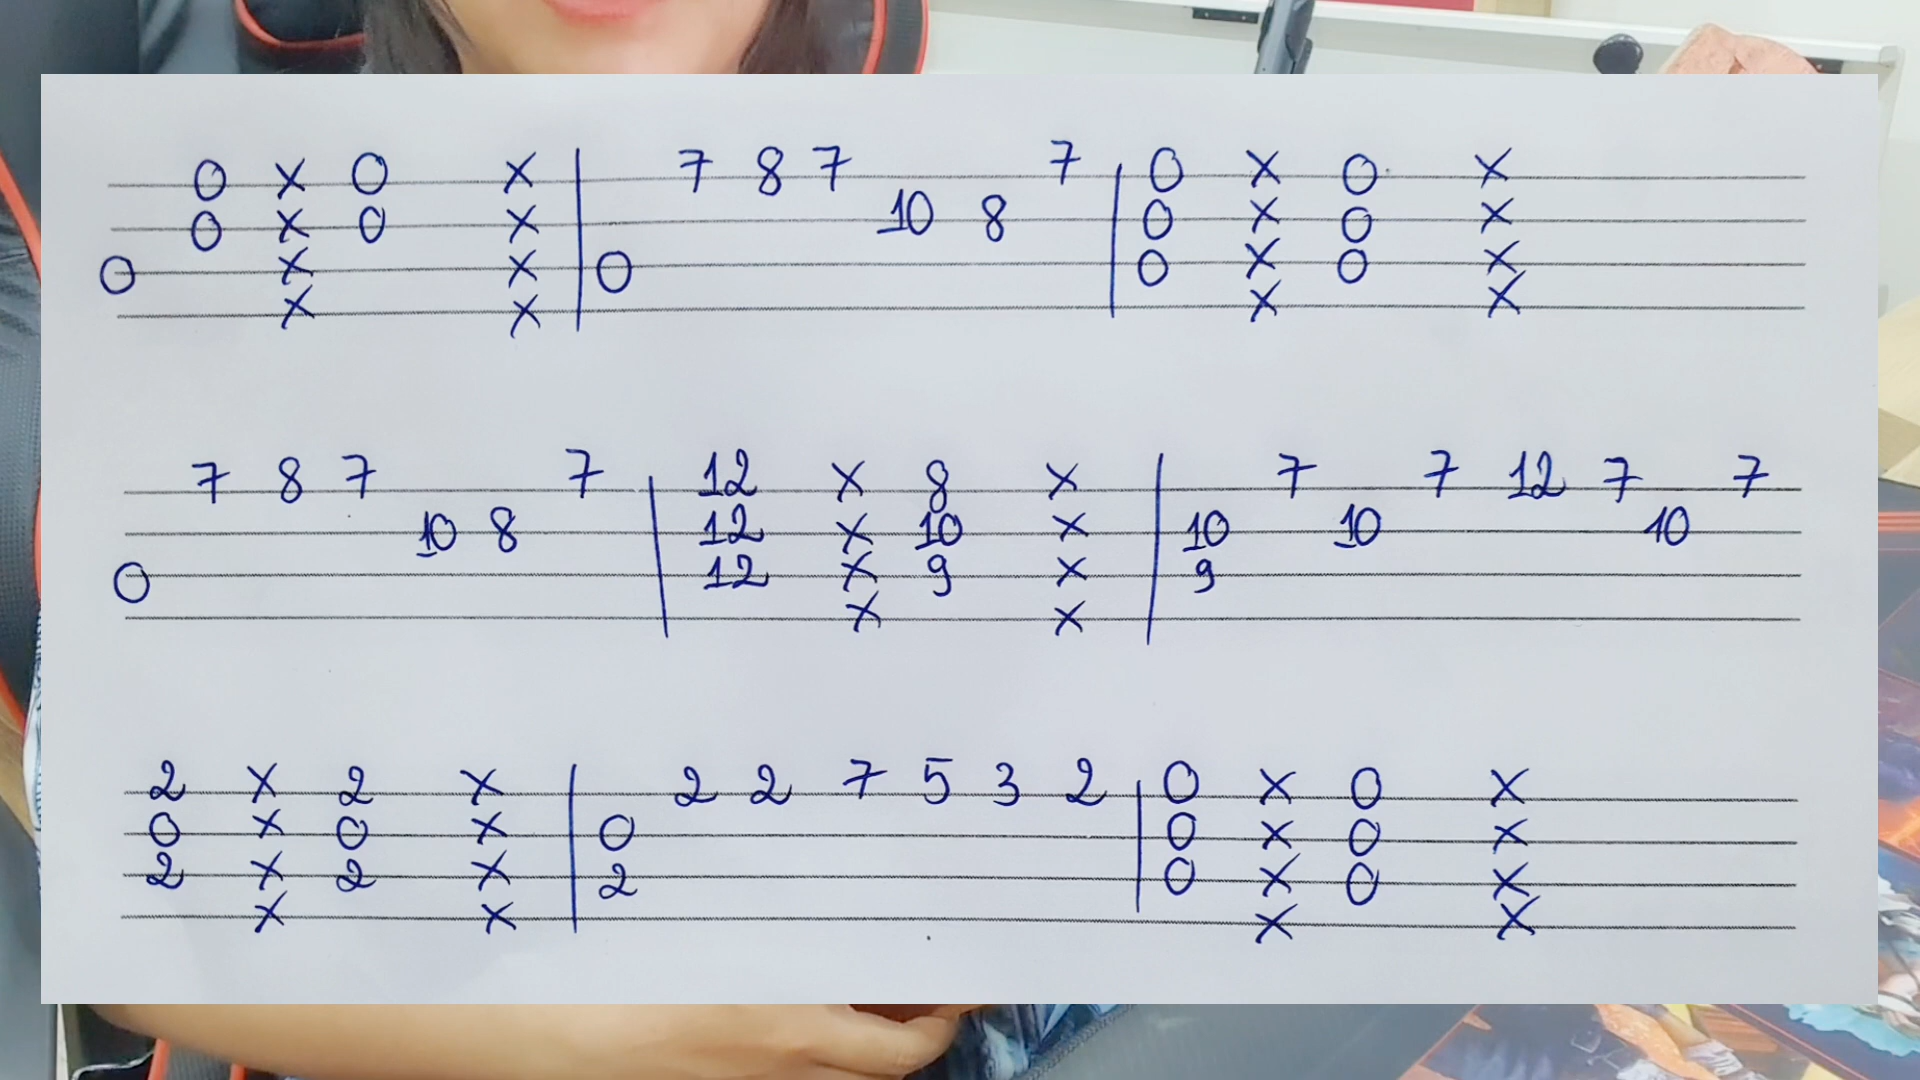 0 x 0 x | 7 8 7 7 | 0 x 0 x
0 x 0 x | 10 8 | 0 x 0 x
0 x x | 0 | 0 x 0 x
x x | | x x
7 8 7 7 | 12 x 8 x | 7 7 12 7 7
10 8 | 12 x 10 x | 10 10 10
0 | 12 x 9 x | 9
| x x |
2 x 2 x | 2 2 7 5 3 2 | 0 x 0 x
0 x 0 x | 0 | 0 x 0 x
2 x 2 x | 2 | 0 x 0 x
x x | | x x